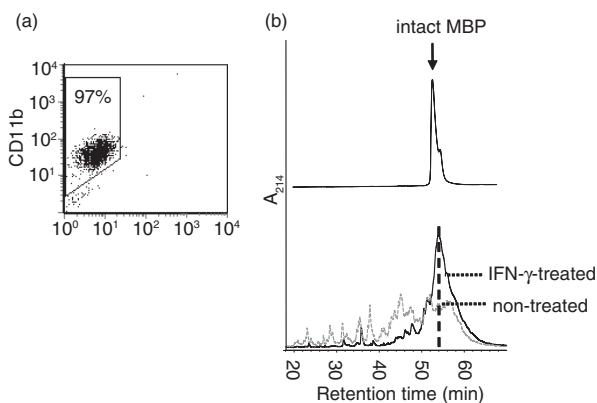 (a)
CD11b
10⁴
10³
10²
10¹
97%
10⁰ 10¹ 10² 10³ 10⁴
(b)
intact MBP
A₂₁₄
IFN-γ-treated
non-treated
20 30 40 50 60
Retention time (min)